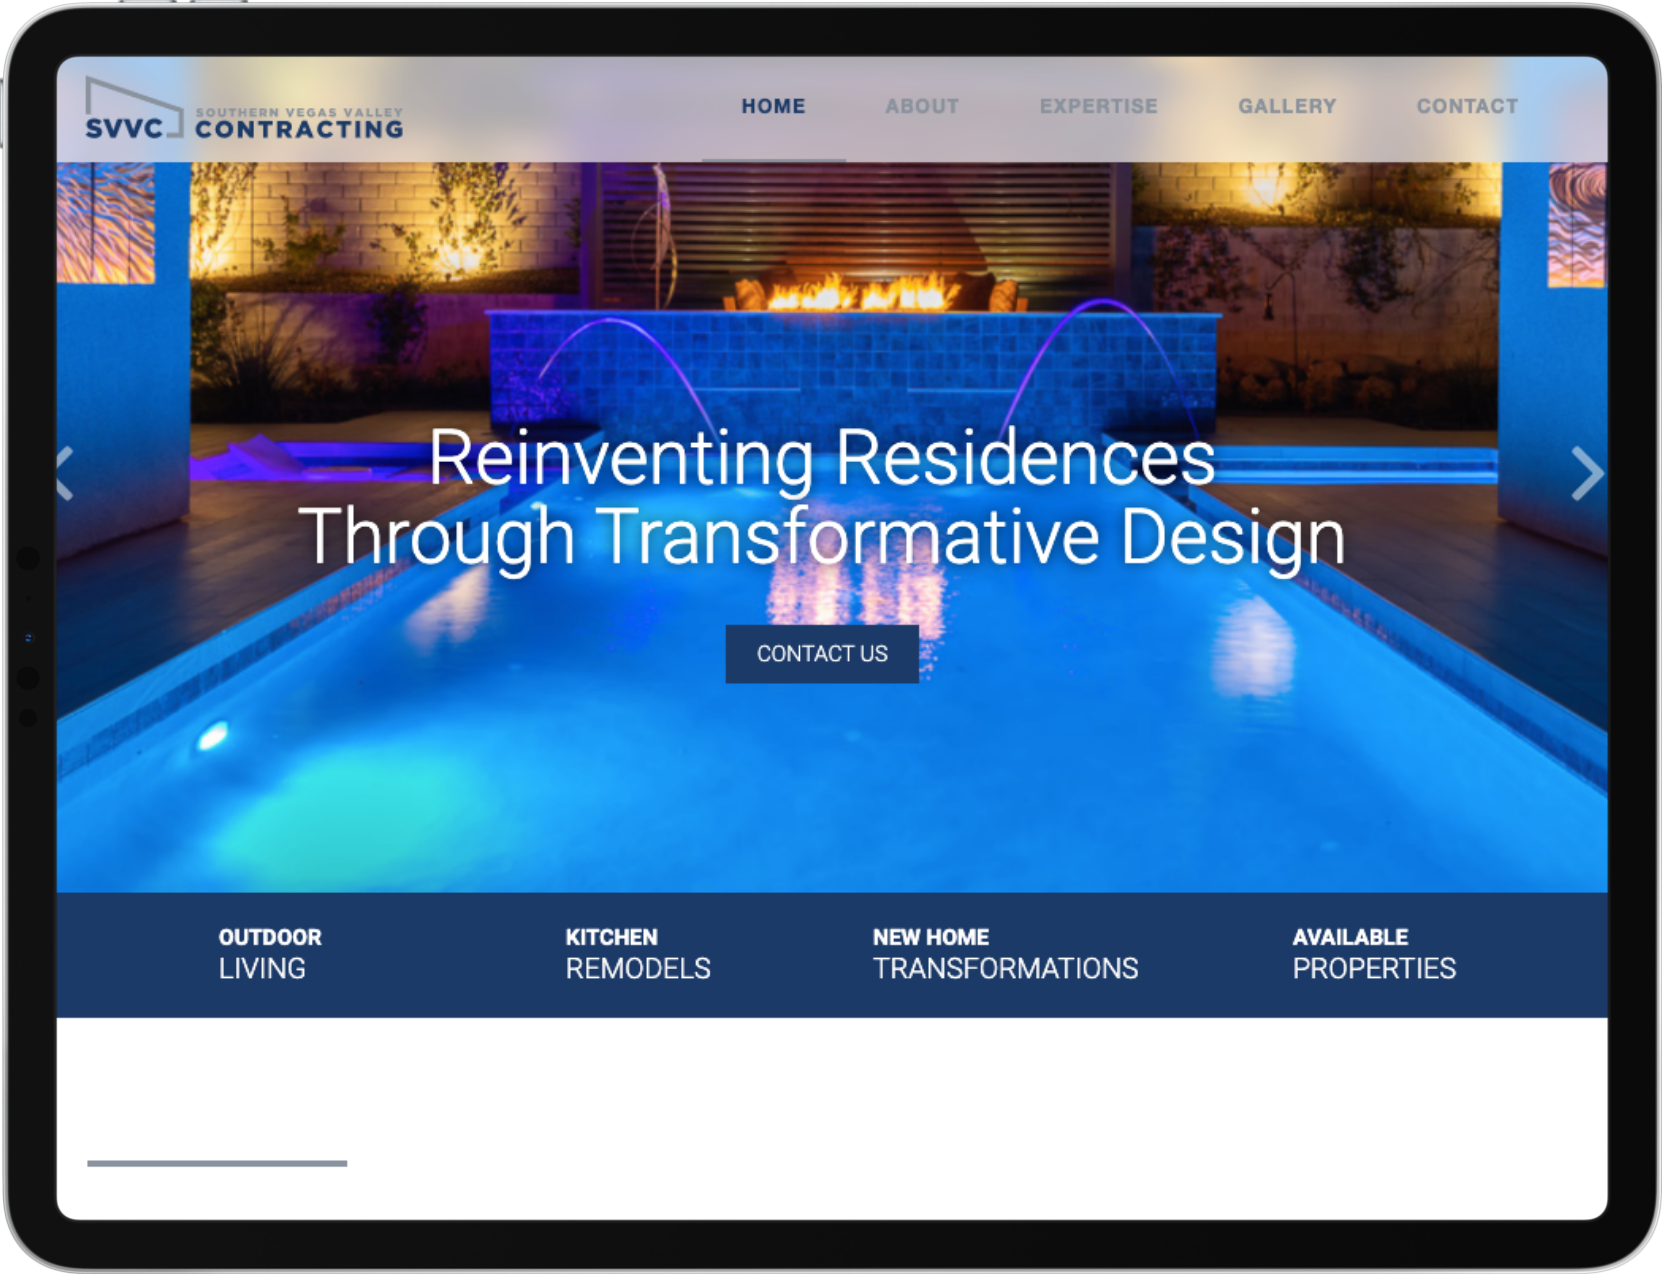 SVVC
SOUTHERN VEGAS VALLEY
CONTRACTING
HOME
ABOUT
EXPERTISE
GALLERY
CONTACT
Reinventing Residences
Through Transformative Design
CONTACT US
OUTDOOR
LIVING
KITCHEN
REMODELS
NEW HOME
TRANSFORMATIONS
AVAILABLE
PROPERTIES